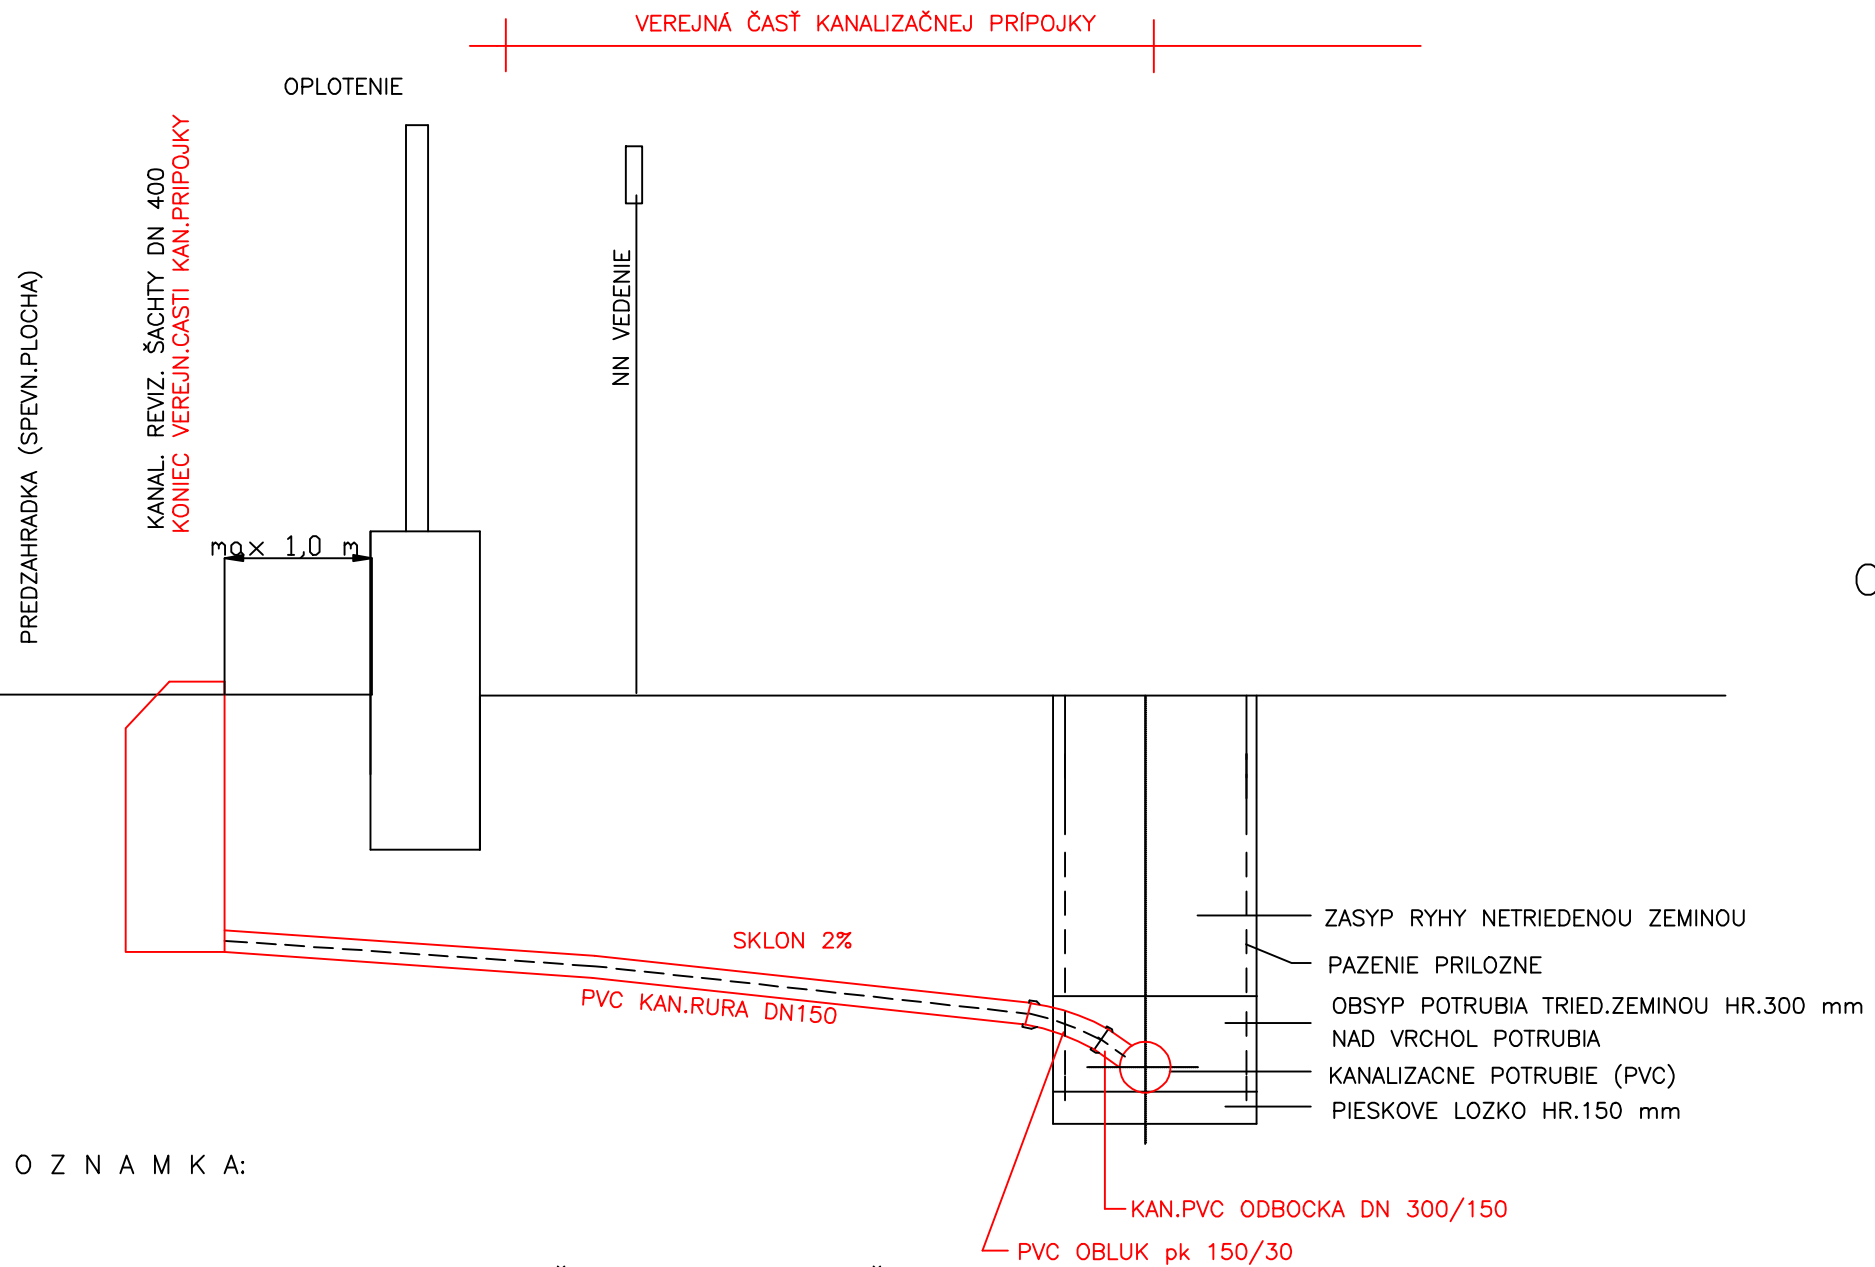 VEREJNÁ ČASŤ KANALIZAČNEJ PRÍPOJKY
OPLOTENIE
PREDZAHRADKA (SPEVN.PLOCHA)
KANAL. REVIZ. ŠACHTY DN 400
KONIEC VEREJN.CASTI KAN.PRIPOJKY
NN VEDENIE
max 1,0 m
SKLON 2%
PVC KAN.RURA DN150
ZASYP RYHY NETRIEDENOU ZEMINOU
PAZENIE PRILOZNE
OBSYP POTRUBIA TRIED.ZEMINOU HR.300 mm
NAD VRCHOL POTRUBIA
KANALIZACNE POTRUBIE (PVC)
PIESKOVE LOZKO HR.150 mm
O Z N A M K A:
KAN.PVC ODBOCKA DN 300/150
PVC OBLUK pk 150/30